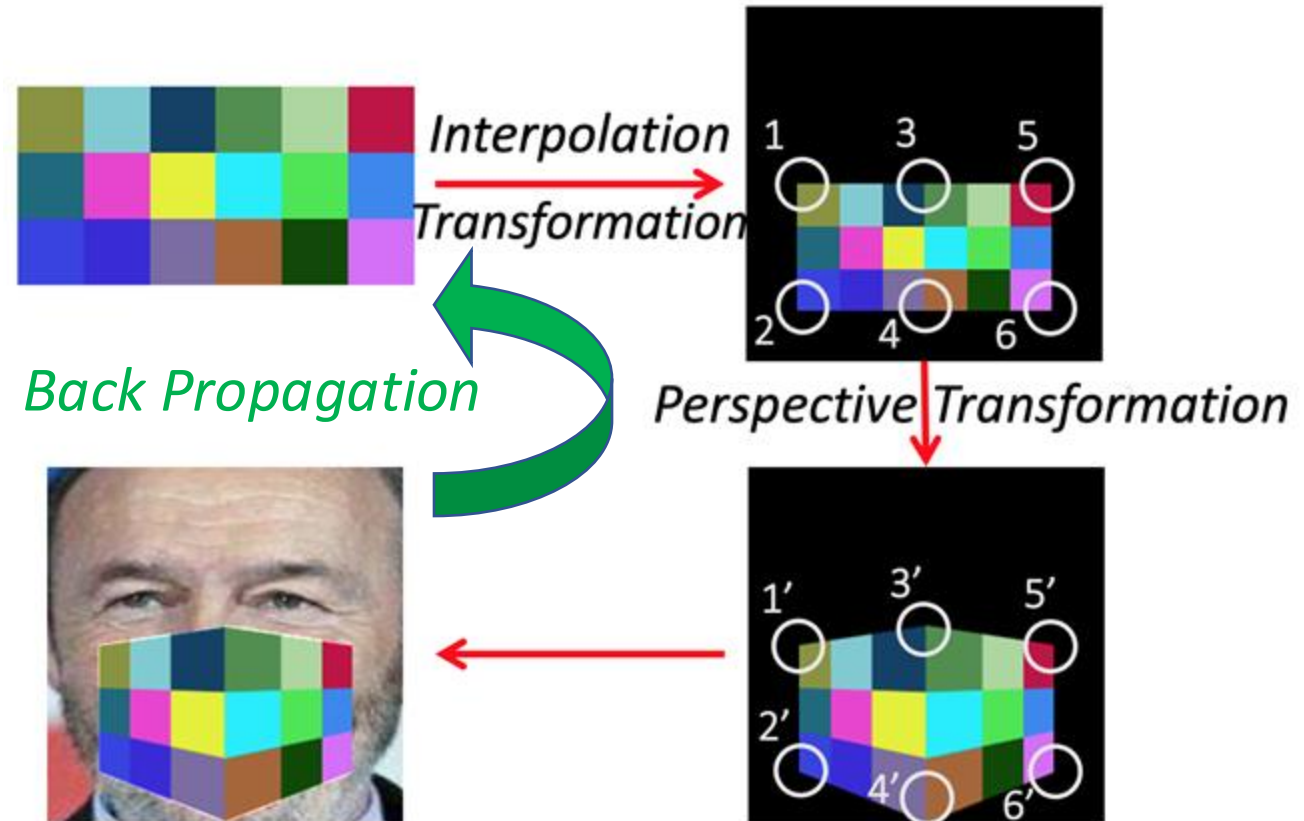 Interpolation
Transformation
1 3 5
2 4 6
Back Propagation
Perspective Transformation
1’ 3’ 5’
2’
4’ 6’